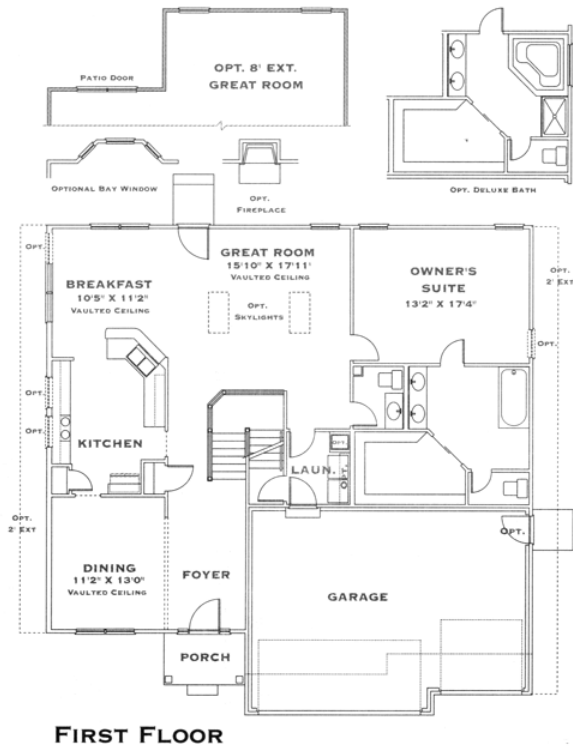 PATIO DOOR
OPT. 8' EXT.
GREAT ROOM
OPTIONAL BAY WINDOW
OPT.
FIREPLACE
OPT. DELUXE BATH
OPT.
BREAKFAST
10'5" X 11'2"
VAULTED CEILING
GREAT ROOM
15'10" X 17'11'
VAULTED CEILING
OPT.
SKYLIGHTS
OWNER'S
SUITE
13'2" X 17'4"
OPT.
2' EXT
OPT.
OPT.
OPT.
KITCHEN
LAUN.
OPT.
OPT.
OPT.
2' EXT
DINING
11'2" X 13'0"
VAULTED CEILING
FOYER
GARAGE
OPT.
PORCH
FIRST FLOOR